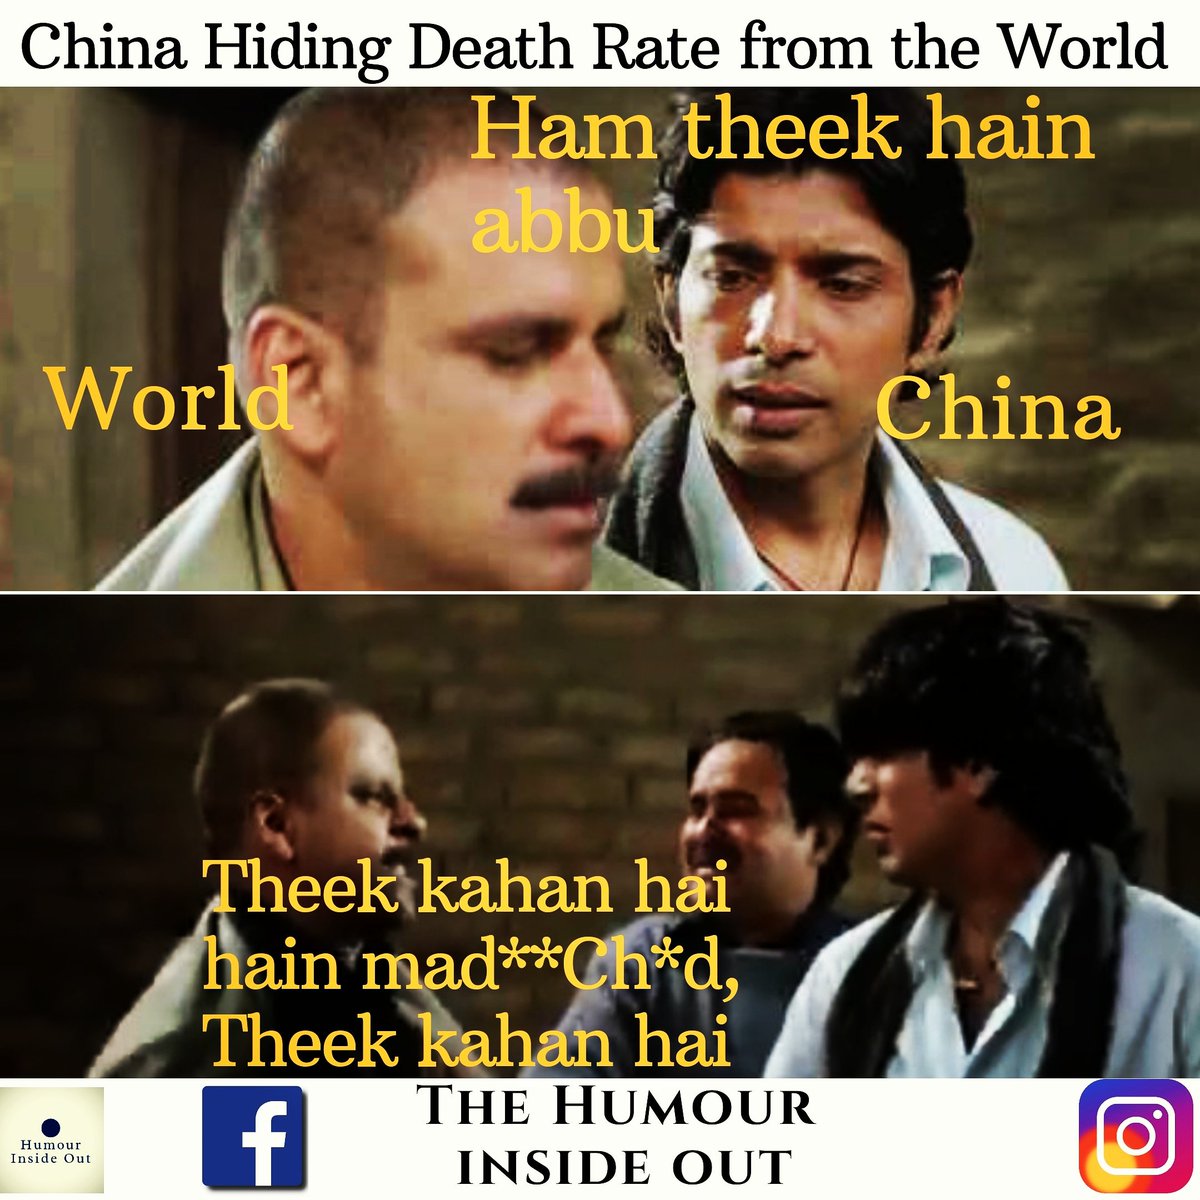 China Hiding Death Rate from the World
Ham theek hain
abbu
World
China
Theek kahan hai
hain mad**Ch*d,
Theek kahan hai
Humour
Inside Out
f
THE HUMOUR
INSIDE OUT